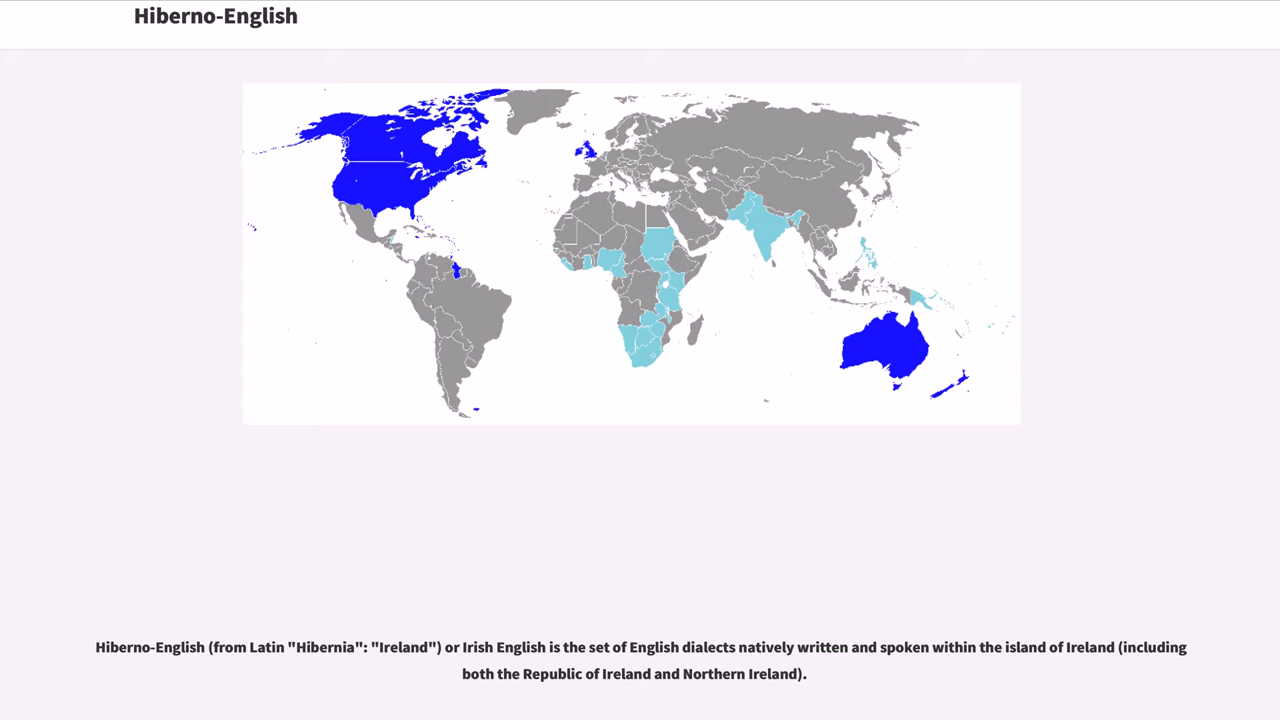 Hiberno-English
Hiberno-English (from Latin "Hibernia": "Ireland") or Irish English is the set of English dialects natively written and spoken within the island of Ireland (including
both the Republic of Ireland and Northern Ireland).